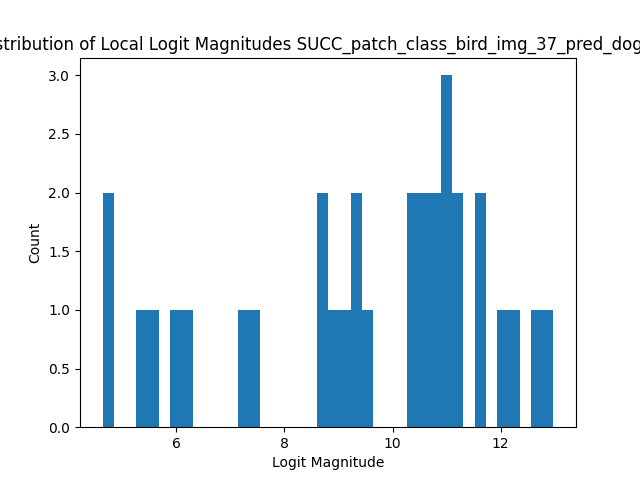 stribution of Local Logit Magnitudes SUCC_patch_class_bird_img_37_pred_dog
3.0
2.5
2.0
1.5
1.0
0.5
0.0
Count
6 8 10 12
Logit Magnitude